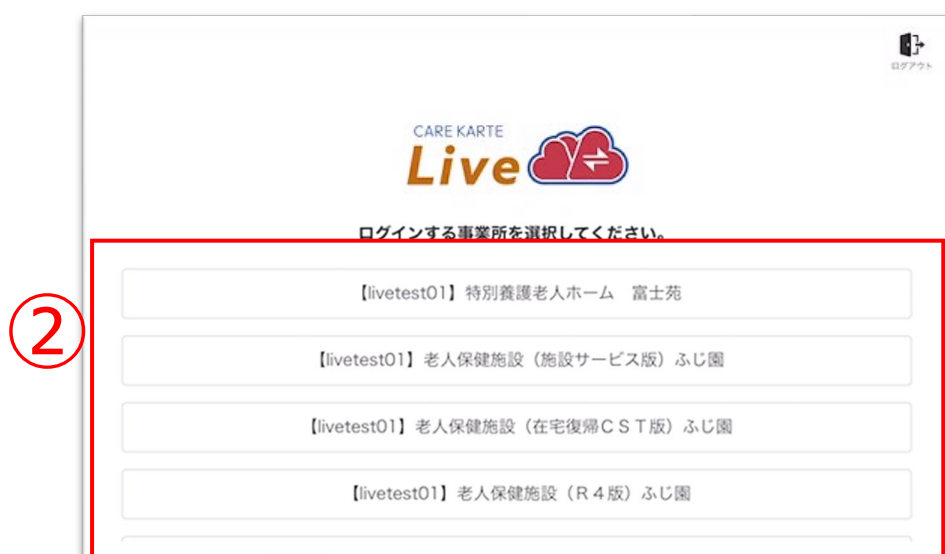 ログアウト
CARE KARTE
Live
ログインする事業所を選択してください。
②
【livetest01】特別養護老人ホーム　富士苑
【livetest01】老人保健施設（施設サービス版）ふじ園
【livetest01】老人保健施設（在宅復帰ＣＳＴ版）ふじ園
【livetest01】老人保健施設（Ｒ４版）ふじ園